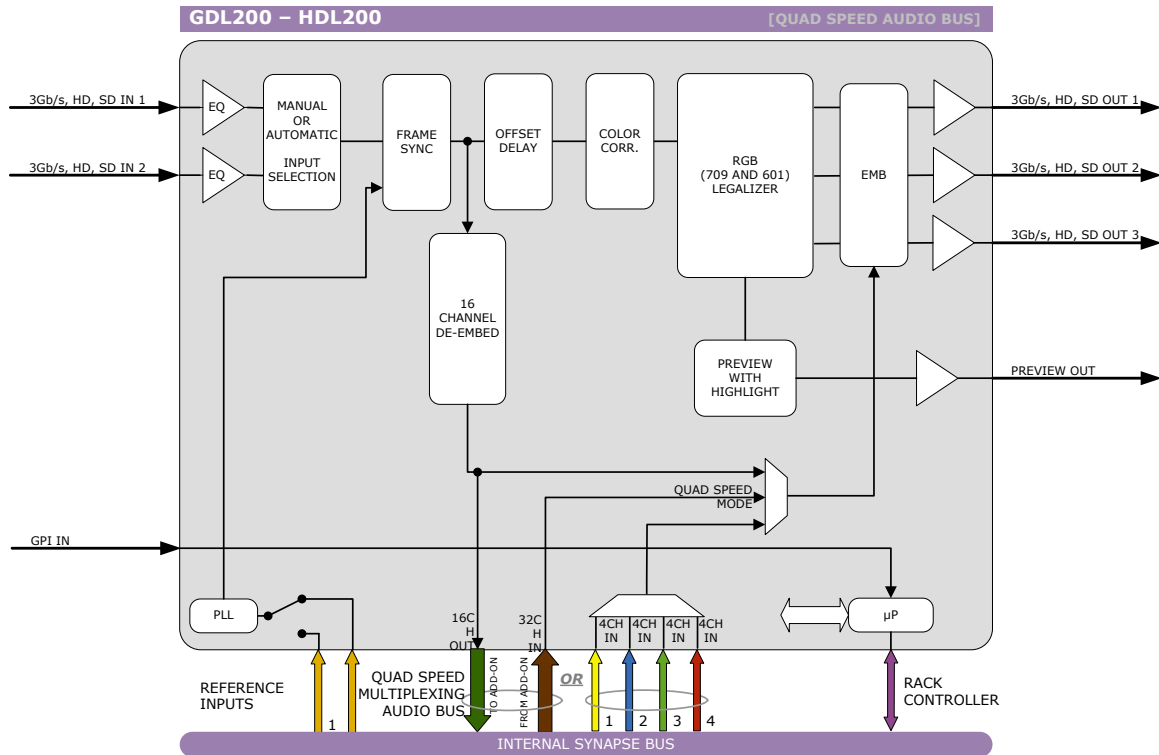 GDL200 – HDL200
[QUAD SPEED AUDIO BUS]
3Gb/s, HD, SD IN 1
3Gb/s, HD, SD IN 2
EQ
EQ
MANUAL
OR
AUTOMATIC
INPUT
SELECTION
FRAME
SYNC
OFFSET
DELAY
COLOR
CORR.
RGB
(709 AND 601)
LEGALIZER
EMB
3Gb/s, HD, SD OUT 1
3Gb/s, HD, SD OUT 2
3Gb/s, HD, SD OUT 3
16
CHANNEL
DE-EMBED
PREVIEW
WITH
HIGHLIGHT
PREVIEW OUT
QUAD SPEED
MODE
GPI IN
PLL
16C
H
OUT
32C
H
IN
4CH
IN
4CH
IN
4CH
IN
4CH
IN
µP
REFERENCE
INPUTS
1
QUAD SPEED
MULTIPLEXING
AUDIO BUS
TO ADD-ON
FROM ADD-ON
OR
1
2
3
4
RACK
CONTROLLER
INTERNAL SYNAPSE BUS